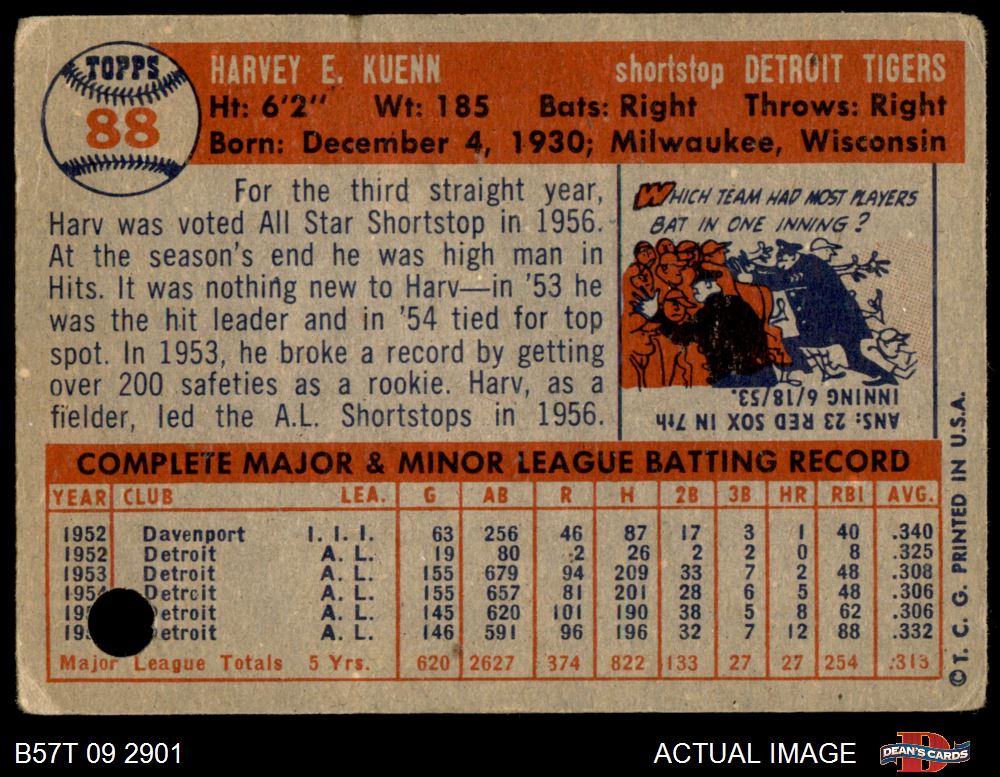 TOPPS
88
HARVEY E. KUENN shortstop DETROIT TIGERS
Ht: 6'2" Wt: 185 Bats: Right Throws: Right
Born: December 4, 1930; Milwaukee, Wisconsin
For the third straight year,
Harv was voted All Star Shortstop in 1956.
At the season's end he was high man in
Hits. It was nothing new to Harv—in '53 he
was the hit leader and in '54 tied for top
spot. In 1953, he broke a record by getting
over 200 safeties as a rookie. Harv, as a
fielder, led the A.L. Shortstops in 1956.
WHICH TEAM HAD MOST PLAYERS
BAT IN ONE INNING?
ANS: 23 RED SOX IN 7th
INNING 6/18/53.
COMPLETE MAJOR & MINOR LEAGUE BATTING RECORD
YEAR CLUB LEA. G AB R H 2B 3B HR RBI AVG.
1952 Davenport I. I. I. 63 256 46 87 17 3 1 40 .340
1952 Detroit A. L. 19 80 2 26 2 2 0 8 .325
1953 Detroit A. L. 155 679 94 209 33 7 2 48 .308
1954 Detroit A. L. 155 657 81 201 28 6 5 48 .306
Detroit A. L. 145 620 101 190 38 5 8 62 .306
Detroit A. L. 146 591 96 196 32 7 12 88 .332
Major League Totals 5 Yrs. 620 2627 374 822 133 27 27 254 .313
©T. C. G. PRINTED IN U.S.A.
B57T 09 2901 ACTUAL IMAGE DEAN'S CARDS